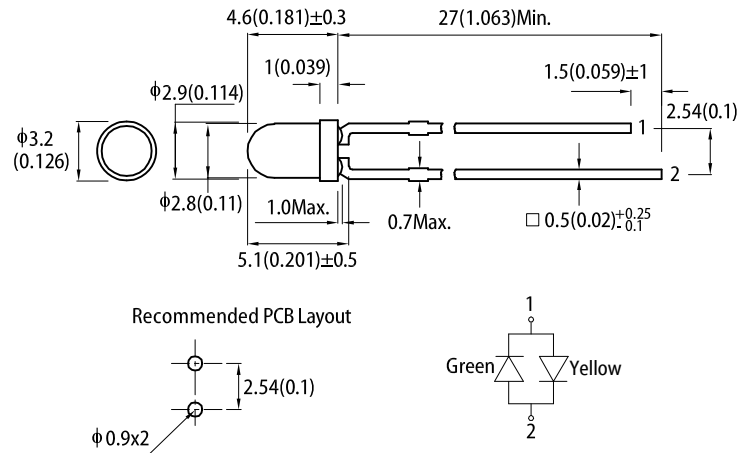 4.6(0.181)±0.3
27(1.063)Min.
1(0.039)
1.5(0.059)±1
ϕ2.9(0.114)
2.54(0.1)
ϕ3.2
(0.126)
1
2
ϕ2.8(0.11)
1.0Max.
0.7Max.
□ 0.5(0.02)+0.25
-0.1
5.1(0.201)±0.5
Recommended PCB Layout
2.54(0.1)
ϕ0.9x2
1
Green
Yellow
2